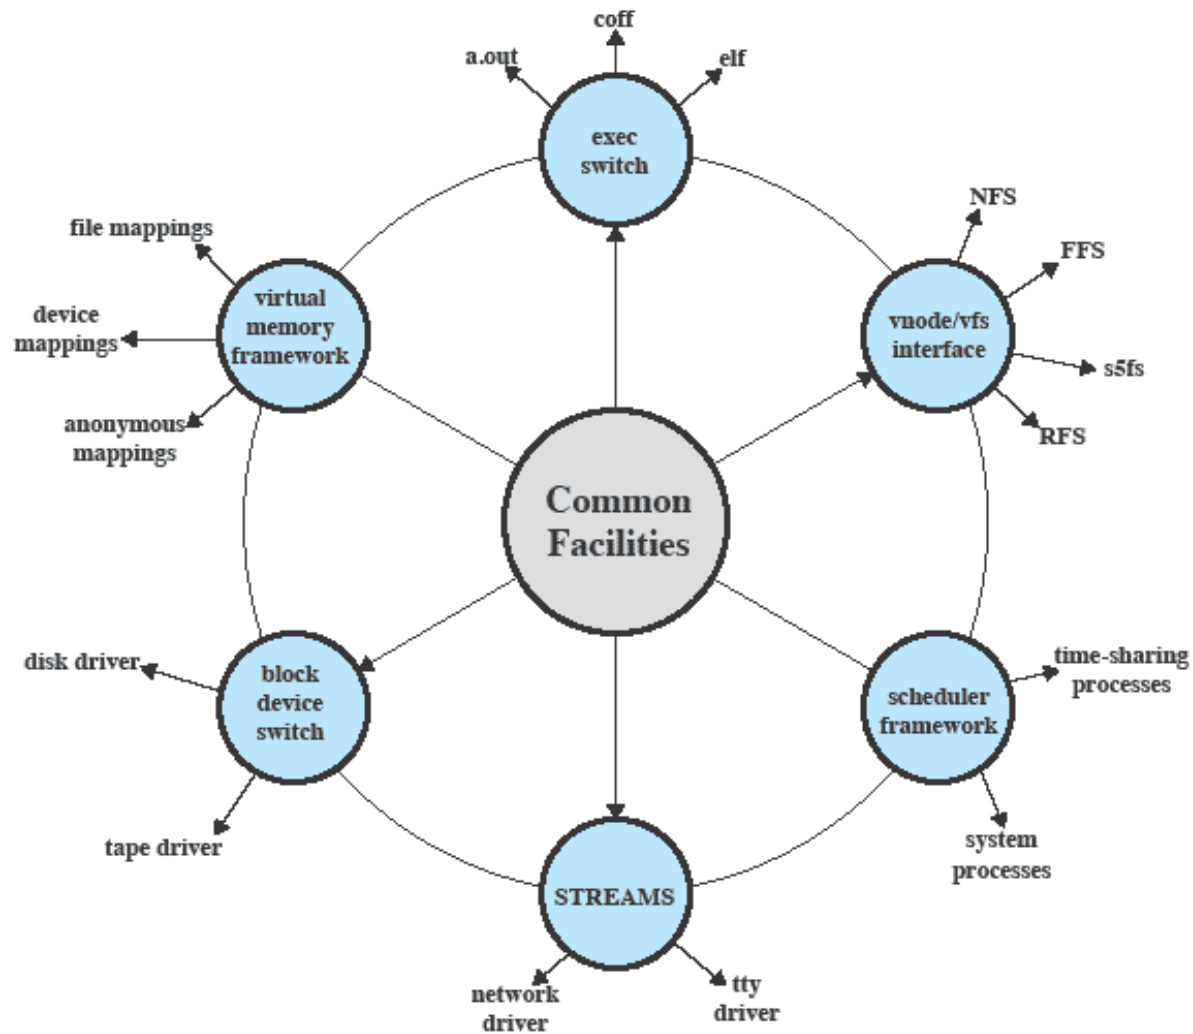 coff
a.out
elf
exec
switch
NFS
FFS
s5fs
RFS
vnode/vfs
interface
file mappings
device
mappings
anonymous
mappings
virtual
memory
framework
Common
Facilities
disk driver
tape driver
block
device
switch
time-sharing
processes
system
processes
scheduler
framework
STREAMS
network
driver
tty
driver